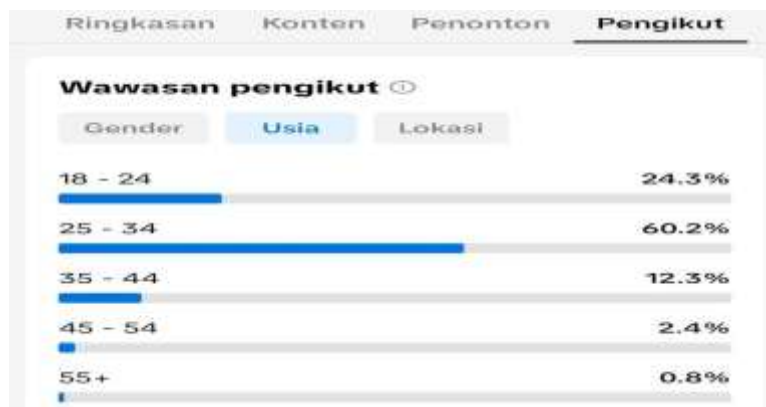 Ringkasan Konten Penonton Pengikut
Wawasan pengikut
Gender Usia Lokasi
18 - 24 24.3%
25 - 34 60.2%
35 - 44 12.3%
45 - 54 2.4%
55+ 0.8%